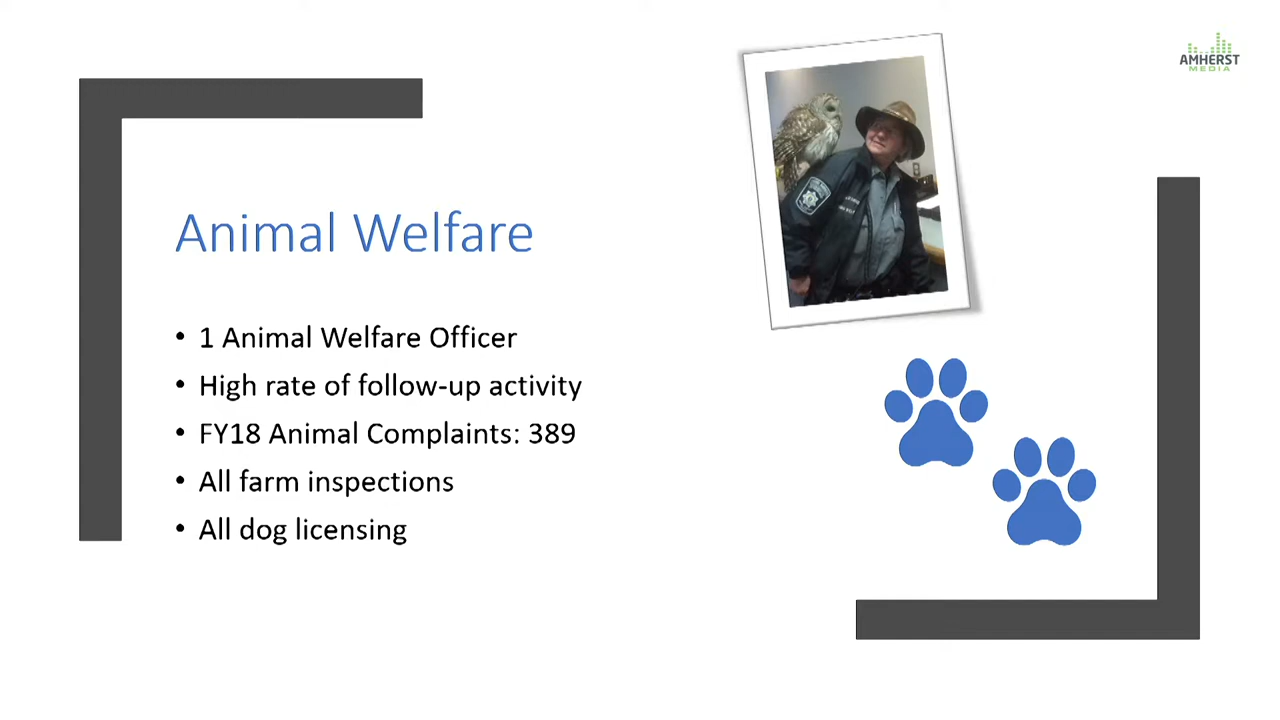 AMHERST
MEDIA
Animal Welfare
• 1 Animal Welfare Officer
• High rate of follow-up activity
• FY18 Animal Complaints: 389
• All farm inspections
• All dog licensing